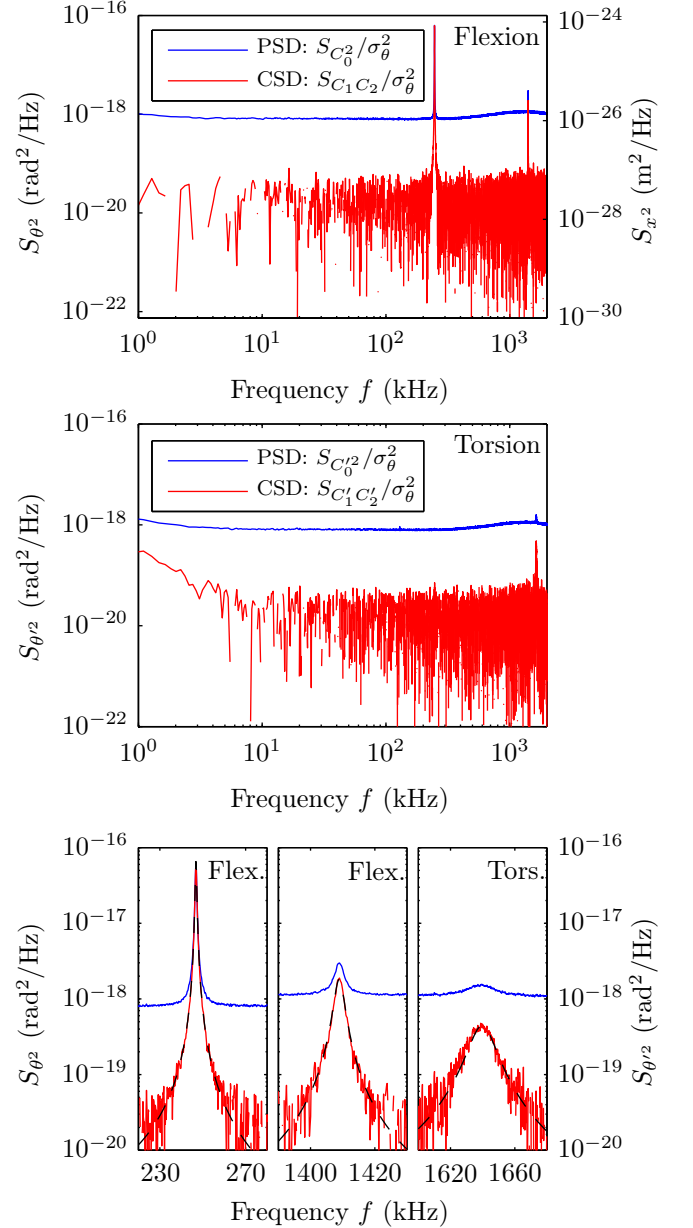 PSD: S_{C_0^2}/σ_θ^2
CSD: S_{C_1C_2}/σ_θ^2
Flexion
10^{−18}
10^{−20}
10^{−22}
S_{θ^2} (rad^2/Hz)
10^{−24}
10^{−26}
10^{−28}
10^{−30}
S_{x^2} (m^2/Hz)
10^0 10^1 10^2 10^3
Frequency f (kHz)
10^{−16}
10^{−18}
10^{−20}
10^{−22}
S_{θ′^2} (rad^2/Hz)
PSD: S_{C_0′^2}/σ_θ^2
CSD: S_{C_1′C_2′}/σ_θ^2
Torsion
10^0 10^1 10^2 10^3
Frequency f (kHz)
10^{−16}
10^{−17}
10^{−18}
10^{−19}
10^{−20}
S_{θ^2} (rad^2/Hz)
Flex.
Flex.
Tors.
10^{−16}
10^{−17}
10^{−18}
10^{−19}
10^{−20}
S_{θ′^2} (rad^2/Hz)
230 270 1400 1420 1620 1660
Frequency f (kHz)